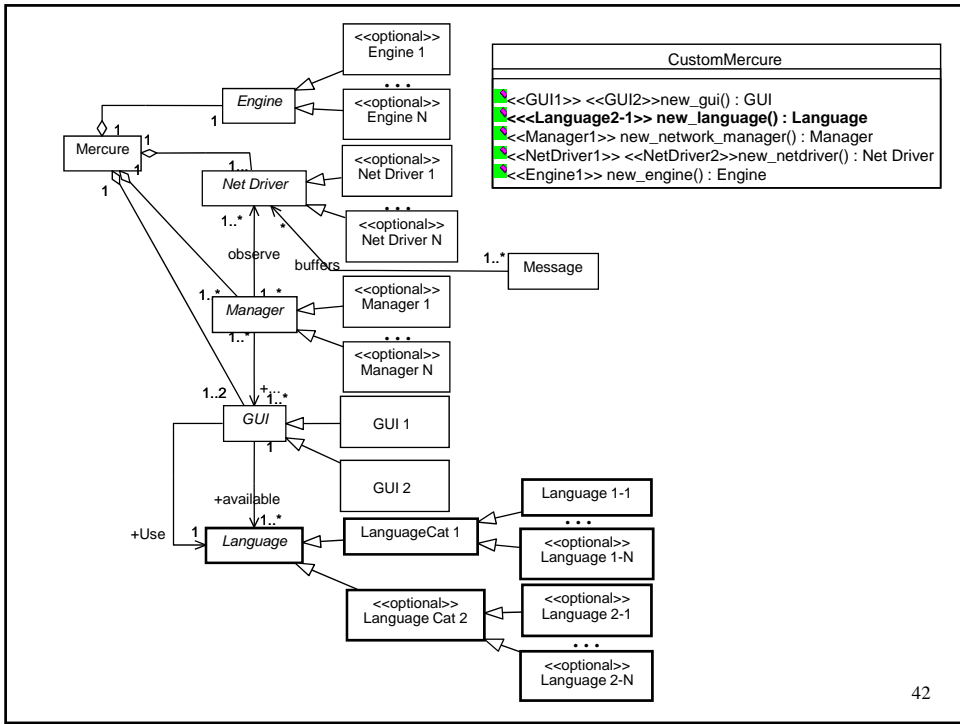 <<optional>>
Engine 1
. . .
<<optional>>
Engine N
Engine
1
1
Mercure
1
1
1
CustomMercure
<<GUI1>> <<GUI2>>new_gui() : GUI
<<<Language2-1>> new_language() : Language
<<Manager1>> new_network_manager() : Manager
<<NetDriver1>> <<NetDriver2>>new_netdriver() : Net Driver
<<Engine1>> new_engine() : Engine
1...
Net Driver
<<optional>>
Net Driver 1
. . .
<<optional>>
Net Driver N
1..*
*
observe
buffers
1..*
Message
1..*
1..*
Manager
1..*
<<optional>>
Manager 1
. . .
<<optional>>
Manager N
1..2
+...
1..*
GUI
1
GUI 1
GUI 2
+available
1..*
+Use
1
Language
LanguageCat 1
Language 1-1
. . .
<<optional>>
Language 1-N
<<optional>>
Language Cat 2
<<optional>>
Language 2-1
. . .
<<optional>>
Language 2-N
42